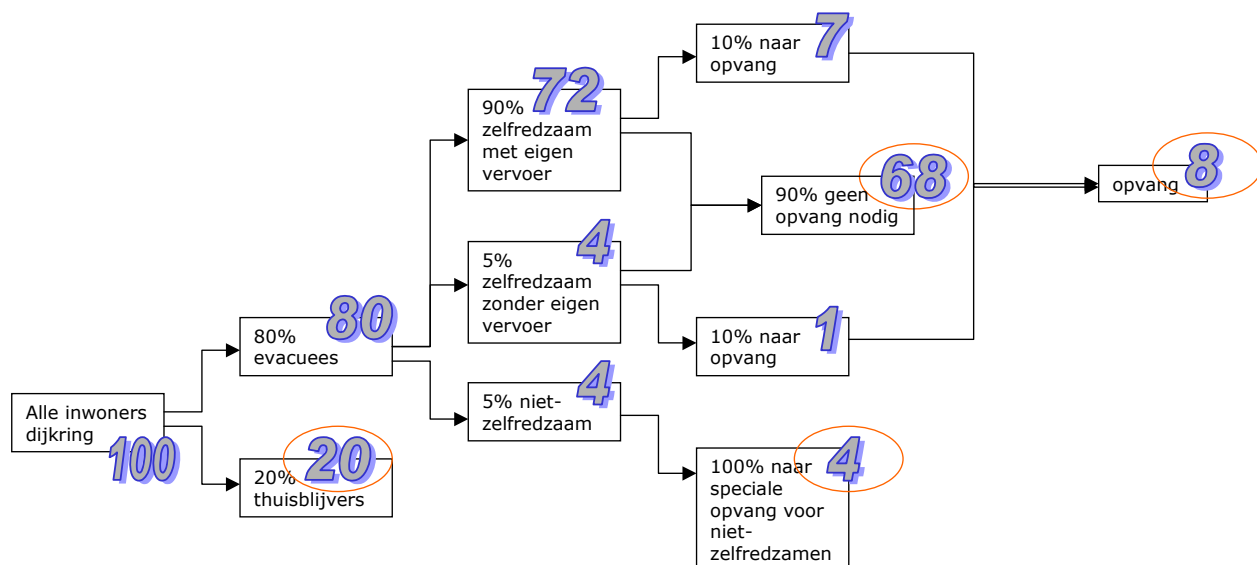 Alle inwoners
dijkring
100
80%
evacuees
80
20%
thuisblijvers
20
90%
zelfredzaam
met eigen
vervoer
72
5%
zelfredzaam
zonder eigen
vervoer
4
5% niet-
zelfredzaam
4
10% naar
opvang
7
90% geen
opvang nodig
68
10% naar
opvang
1
100% naar
speciale
opvang voor
niet-
zelfredzamen
4
opvang
8